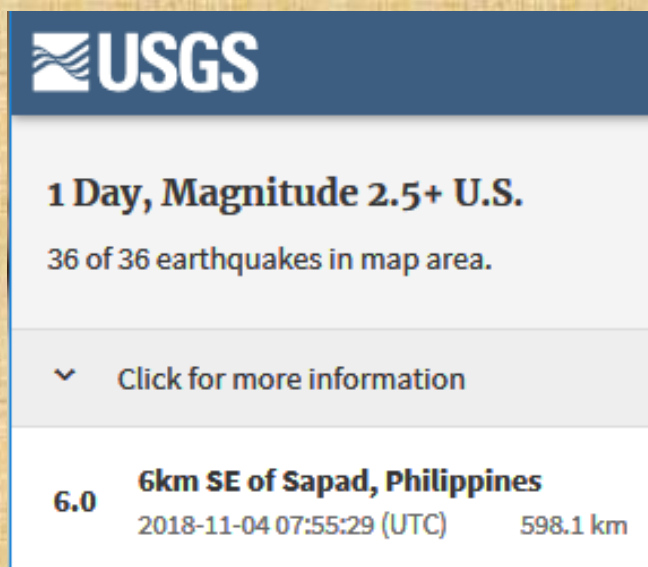 USGS
1 Day, Magnitude 2.5+ U.S.
36 of 36 earthquakes in map area.
Click for more information
6.0 6km SE of Sapad, Philippines
2018-11-04 07:55:29 (UTC) 598.1 km